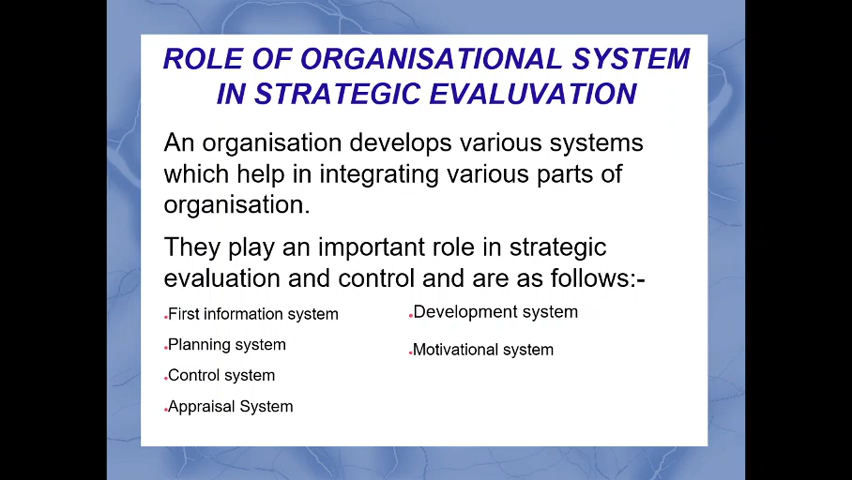 ROLE OF ORGANISATIONAL SYSTEM
IN STRATEGIC EVALUVATION
An organisation develops various systems
which help in integrating various parts of
organisation.
They play an important role in strategic
evaluation and control and are as follows:-
•First information system
•Planning system
•Control system
•Appraisal System
•Development system
•Motivational system